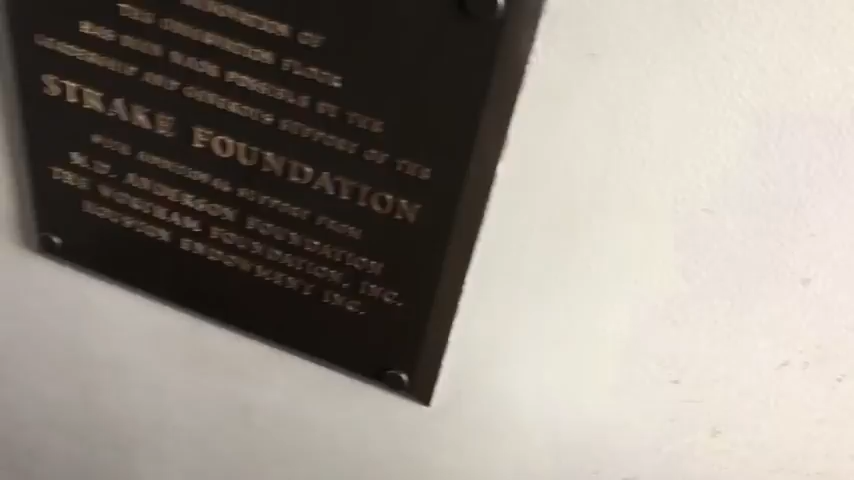 RENOVATION OF
THE OBSERVATION FLOOR
HAS BEEN MADE POSSIBLE BY THE
LEADERSHIP AND GENEROUS SUPPORT OF THE
STRAKE FOUNDATION
WITH ADDITIONAL SUPPORT FROM
M.D. ANDERSON FOUNDATION
THE WORTHAM FOUNDATION, INC.
HOUSTON ENDOWMENT INC.